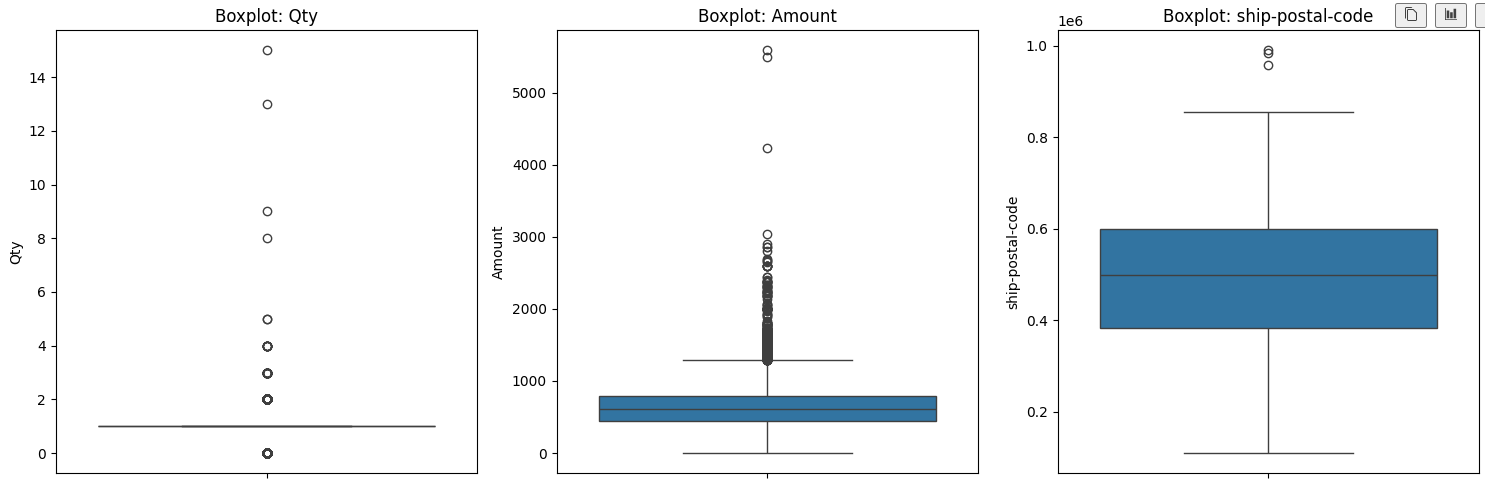 Boxplot: Qty
14
12
10
8
6
4
2
0
Qty
Boxplot: Amount
5000
4000
3000
2000
1000
0
Amount
Boxplot: ship-postal-code
1e6
1.0
0.8
0.6
0.4
0.2
ship-postal-code